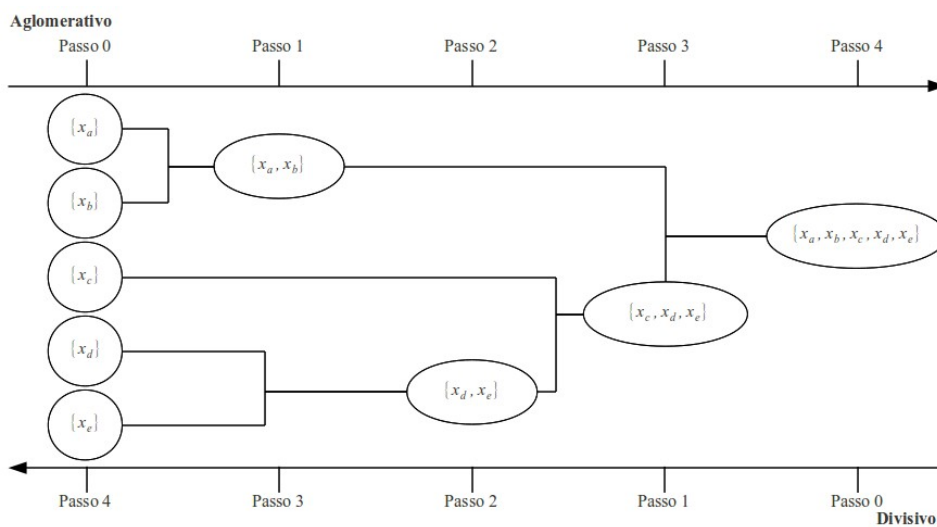 Aglomerativo
Passo 0 Passo 1 Passo 2 Passo 3 Passo 4
{x_a}
{x_a, x_b}
{x_b}
{x_a, x_b, x_c, x_d, x_e}
{x_c}
{x_c, x_d, x_e}
{x_d}
{x_d, x_e}
{x_e}
Passo 4 Passo 3 Passo 2 Passo 1 Passo 0
Divisivo